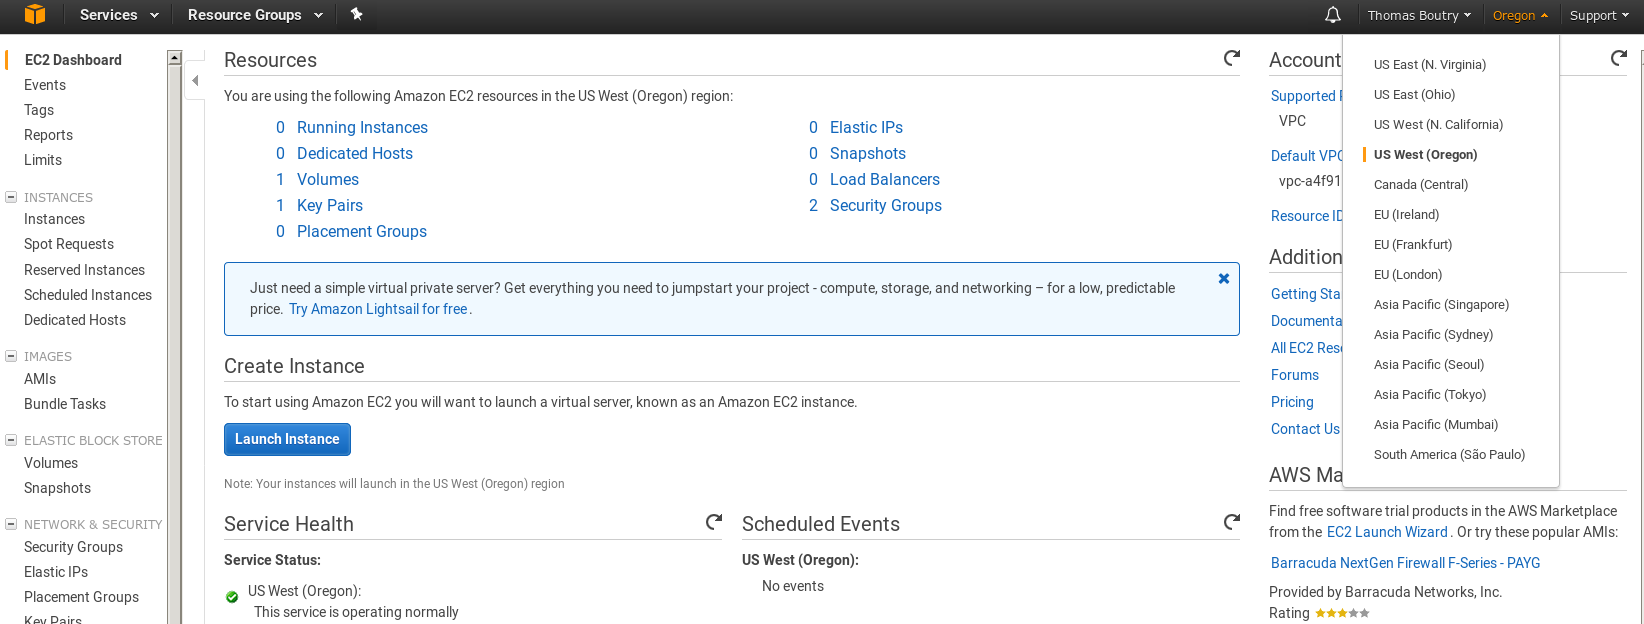 Services
Resource Groups
Thomas Boutry
Oregon
Support
EC2 Dashboard
Events
Tags
Reports
Limits
INSTANCES
Instances
Spot Requests
Reserved Instances
Scheduled Instances
Dedicated Hosts
IMAGES
AMIs
Bundle Tasks
ELASTIC BLOCK STORE
Volumes
Snapshots
NETWORK & SECURITY
Security Groups
Elastic IPs
Placement Groups
Key Pairs
Resources
You are using the following Amazon EC2 resources in the US West (Oregon) region:
0 Running Instances
0 Dedicated Hosts
1 Volumes
1 Key Pairs
0 Placement Groups
0 Elastic IPs
0 Snapshots
0 Load Balancers
2 Security Groups
Just need a simple virtual private server? Get everything you need to jumpstart your project - compute, storage, and networking – for a low, predictable
price. Try Amazon Lightsail for free.
Create Instance
To start using Amazon EC2 you will want to launch a virtual server, known as an Amazon EC2 instance.
Launch Instance
Note: Your instances will launch in the US West (Oregon) region
Service Health
Service Status:
US West (Oregon):
This service is operating normally
Scheduled Events
US West (Oregon):
No events
Account
Supported
VPC
Default VPC
vpc-a4f91
Resource ID
Addition
Getting Sta
Documenta
All EC2 Reso
Forums
Pricing
Contact Us
US East (N. Virginia)
US East (Ohio)
US West (N. California)
US West (Oregon)
Canada (Central)
EU (Ireland)
EU (Frankfurt)
EU (London)
Asia Pacific (Singapore)
Asia Pacific (Sydney)
Asia Pacific (Seoul)
Asia Pacific (Tokyo)
Asia Pacific (Mumbai)
South America (São Paulo)
AWS Ma
Find free software trial products in the AWS Marketplace
from the EC2 Launch Wizard. Or try these popular AMIs:
Barracuda NextGen Firewall F-Series - PAYG
Provided by Barracuda Networks, Inc.
Rating